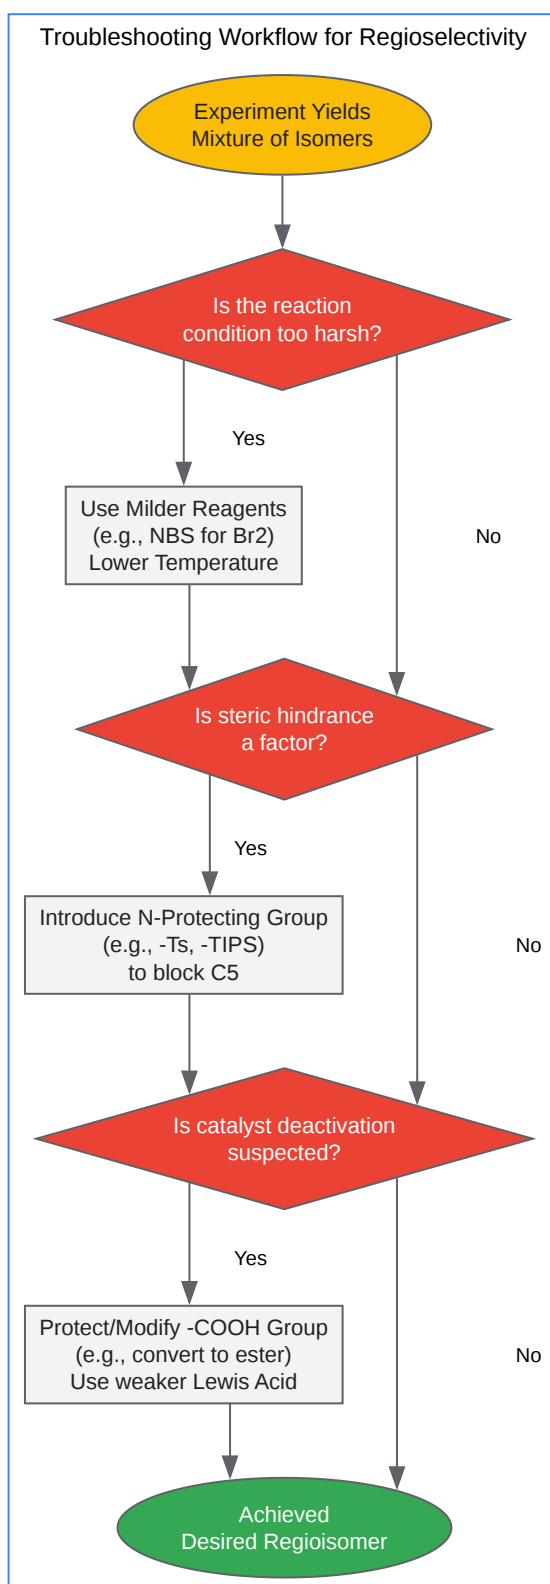 Troubleshooting Workflow for Regioselectivity
Experiment Yields
Mixture of Isomers
Is the reaction
condition too harsh?
Yes
Use Milder Reagents
(e.g., NBS for Br2)
Lower Temperature
No
Is steric hindrance
a factor?
Yes
Introduce N-Protecting Group
(e.g., -Ts, -TIPS)
to block C5
No
Is catalyst deactivation
suspected?
Yes
Protect/Modify -COOH Group
(e.g., convert to ester)
Use weaker Lewis Acid
No
Achieved
Desired Regioisomer